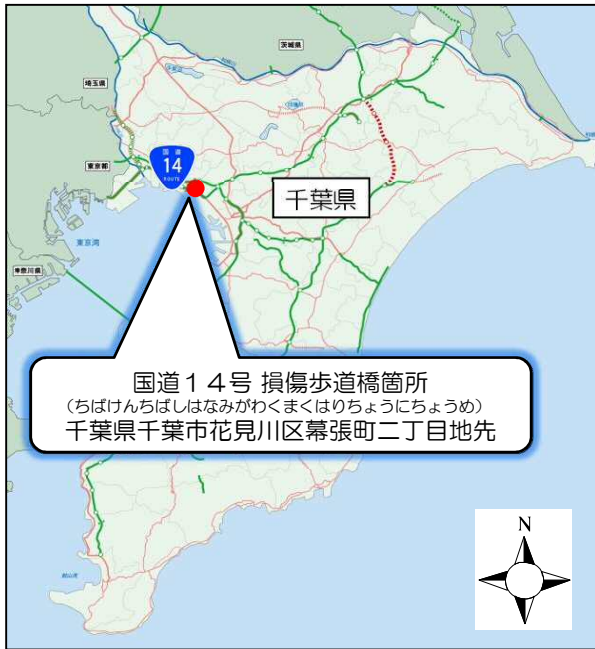 茨城県
埼玉県
東京都
国道
14
ROUTE
千葉県
東京湾
神奈川県
国道１４号 損傷歩道橋箇所
（ちばけんちばしはなみがわくまくはりちょうにちょうめ）
千葉県千葉市花見川区幕張町二丁目地先
館山湾
N